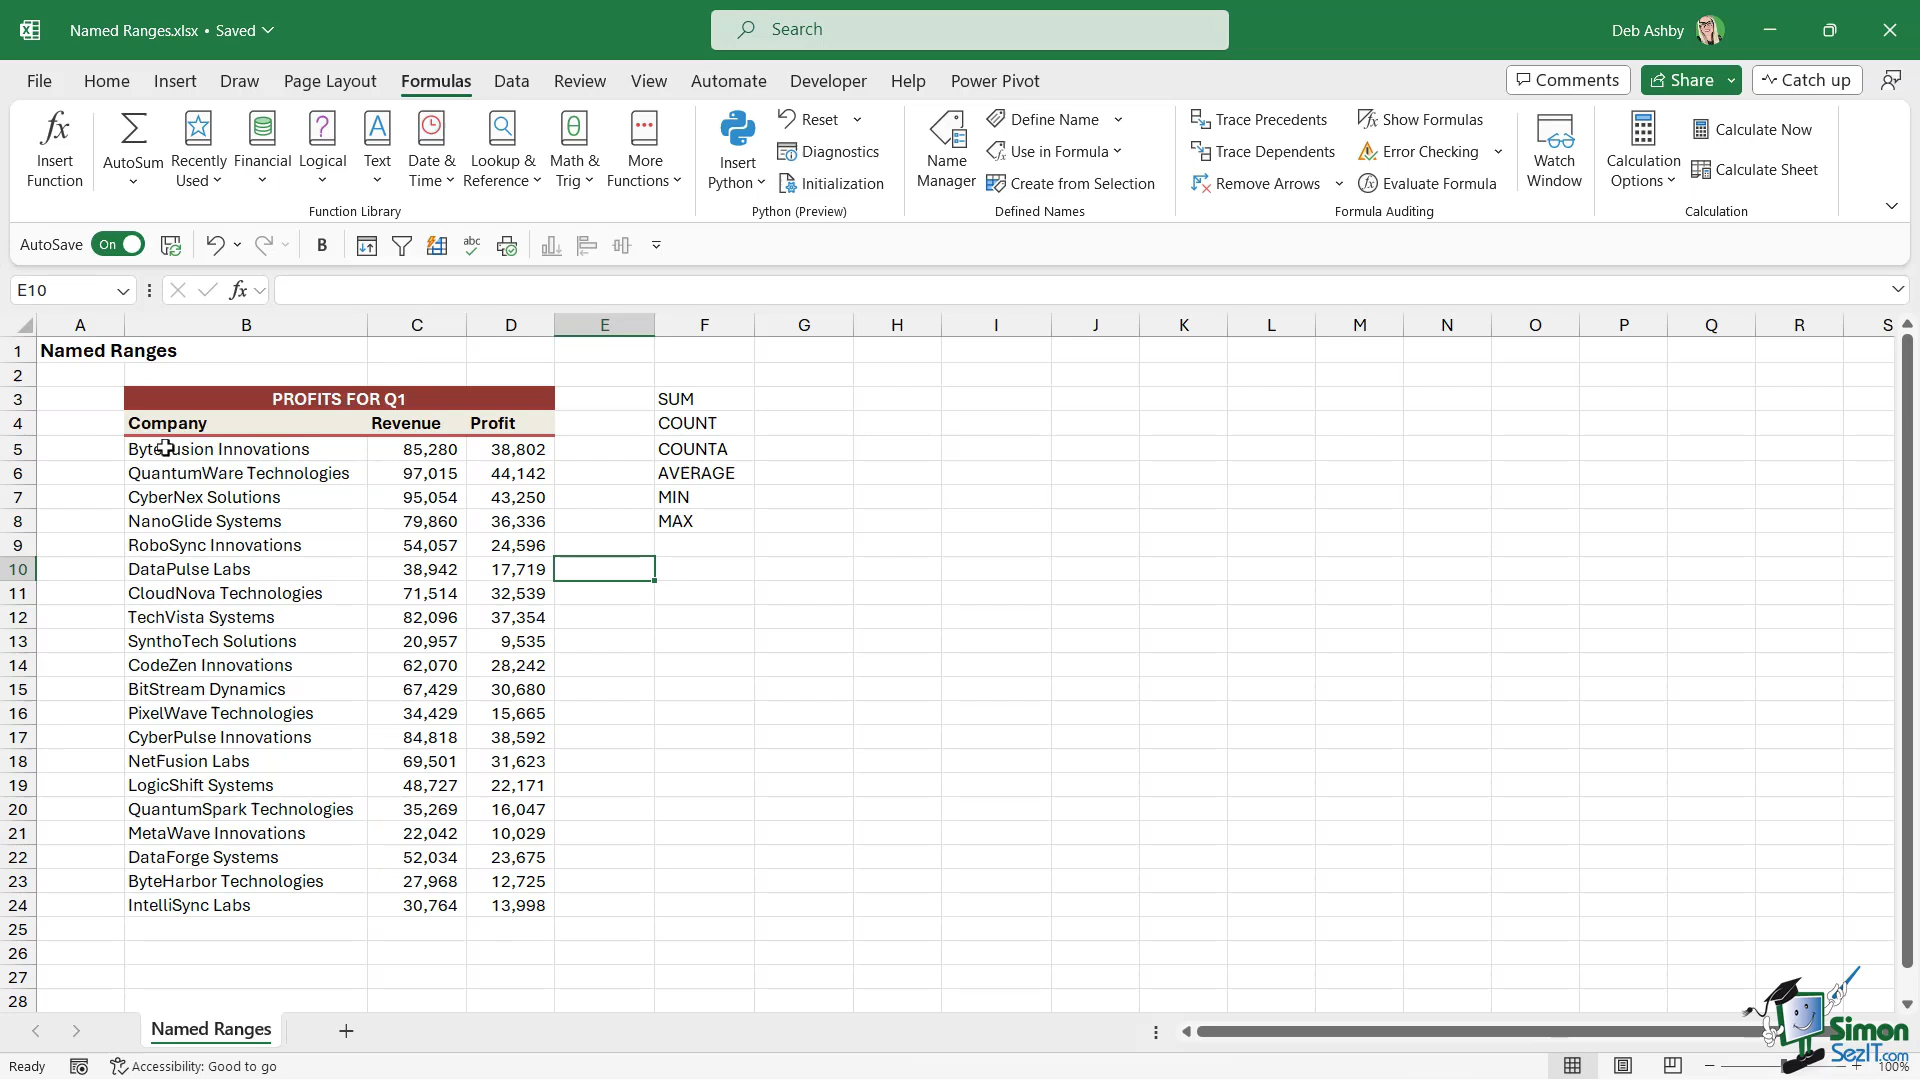 Named Ranges.xlsx • Saved
Search
Deb Ashby
File Home Insert Draw Page Layout Formulas Data Review View Automate Developer Help Power Pivot
Comments Share Catch up
Insert Function
AutoSum
Recently Used
Financial
Logical
Text
Date & Time
Lookup & Reference
Math & Trig
More Functions
Function Library
Insert Python
Reset
Diagnostics
Initialization
Python (Preview)
Name Manager
Define Name
Use in Formula
Create from Selection
Defined Names
Trace Precedents
Trace Dependents
Remove Arrows
Show Formulas
Error Checking
Evaluate Formula
Formula Auditing
Watch Window
Calculation Options
Calculate Now
Calculate Sheet
Calculation
AutoSave On B abc
E10 fx
A B C D E F G H I J K L M N O P Q R S
1 Named Ranges
2
3 PROFITS FOR Q1 SUM
4 Company Revenue Profit COUNT
5 ByteFusion Innovations 85,280 38,802 COUNTA
6 QuantumWare Technologies 97,015 44,142 AVERAGE
7 CyberNex Solutions 95,054 43,250 MIN
8 NanoGlide Systems 79,860 36,336 MAX
9 RoboSync Innovations 54,057 24,596
10 DataPulse Labs 38,942 17,719
11 CloudNova Technologies 71,514 32,539
12 TechVista Systems 82,096 37,354
13 SynthoTech Solutions 20,957 9,535
14 CodeZen Innovations 62,070 28,242
15 BitStream Dynamics 67,429 30,680
16 PixelWave Technologies 34,429 15,665
17 CyberPulse Innovations 84,818 38,592
18 NetFusion Labs 69,501 31,623
19 LogicShift Systems 48,727 22,171
20 QuantumSpark Technologies 35,269 16,047
21 MetaWave Innovations 22,042 10,029
22 DataForge Systems 52,034 23,675
23 ByteHarbor Technologies 27,968 12,725
24 IntelliSync Labs 30,764 13,998
25
26
27
28
Named Ranges
Simon
SezIT.com
Ready Accessibility: Good to go 100%